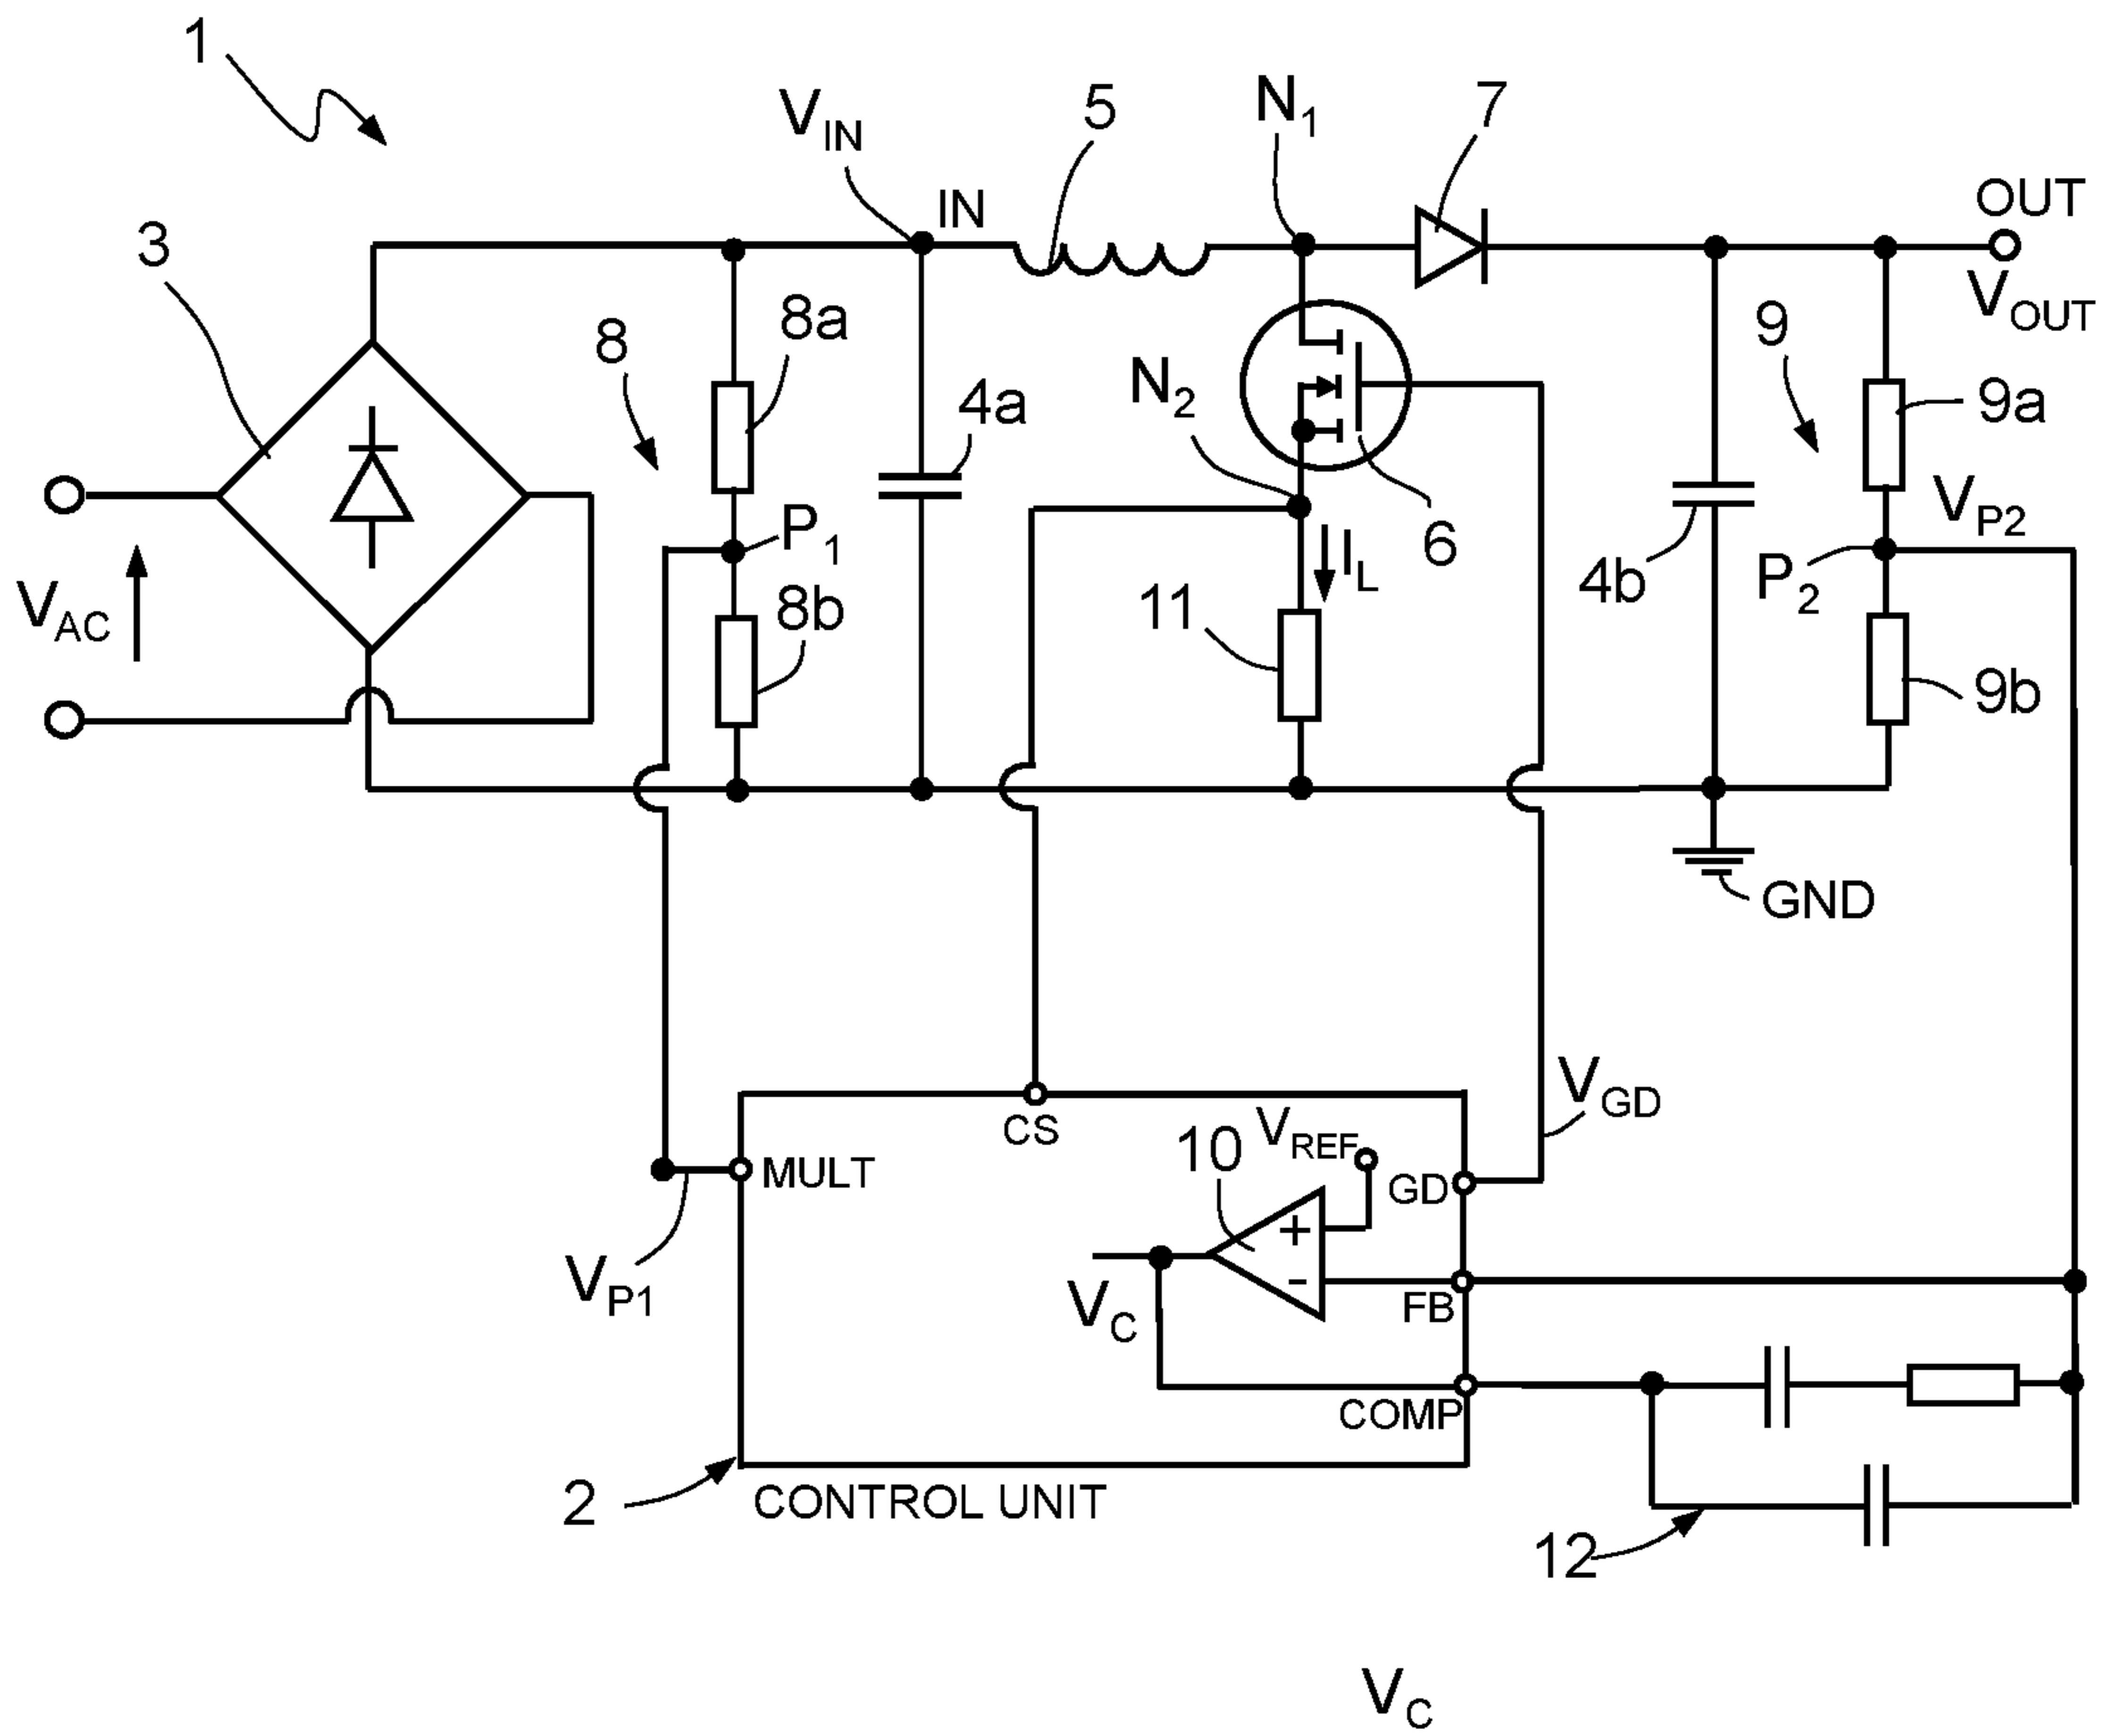 1
V_IN
IN
5
N_1
7
OUT
V_OUT
3
8
8a
4a
N_2
9
9a
V_P2
P_1
8b
I_L
6
11
4b
P_2
9b
V_AC
GND
CS
MULT
V_P1
10
V_REF
GD
V_GD
+
-
FB
V_C
COMP
2
CONTROL UNIT
12
V_C